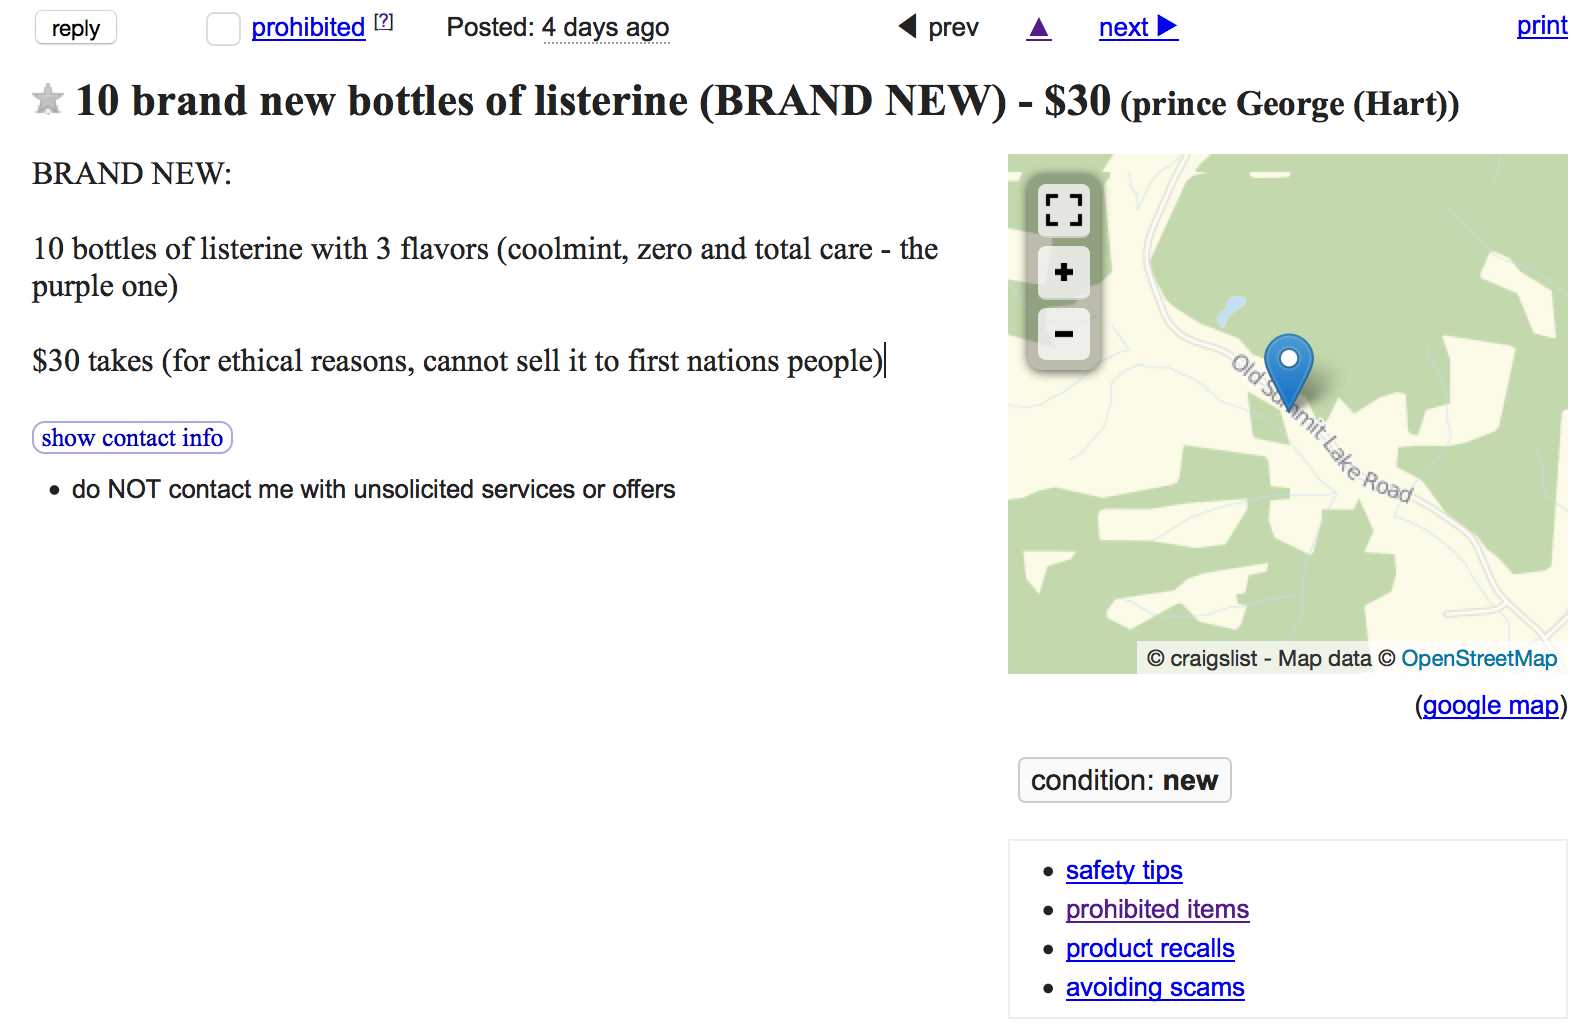 reply prohibited [?] Posted: 4 days ago ◀ prev ▲ next ▶ print
★ 10 brand new bottles of listerine (BRAND NEW) - $30 (prince George (Hart))
BRAND NEW:
10 bottles of listerine with 3 flavors (coolmint, zero and total care - the
purple one)
$30 takes (for ethical reasons, cannot sell it to first nations people)
show contact info
• do NOT contact me with unsolicited services or offers
+
−
Old Summit Lake Road
© craigslist - Map data © OpenStreetMap
(google map)
condition: new
• safety tips
• prohibited items
• product recalls
• avoiding scams